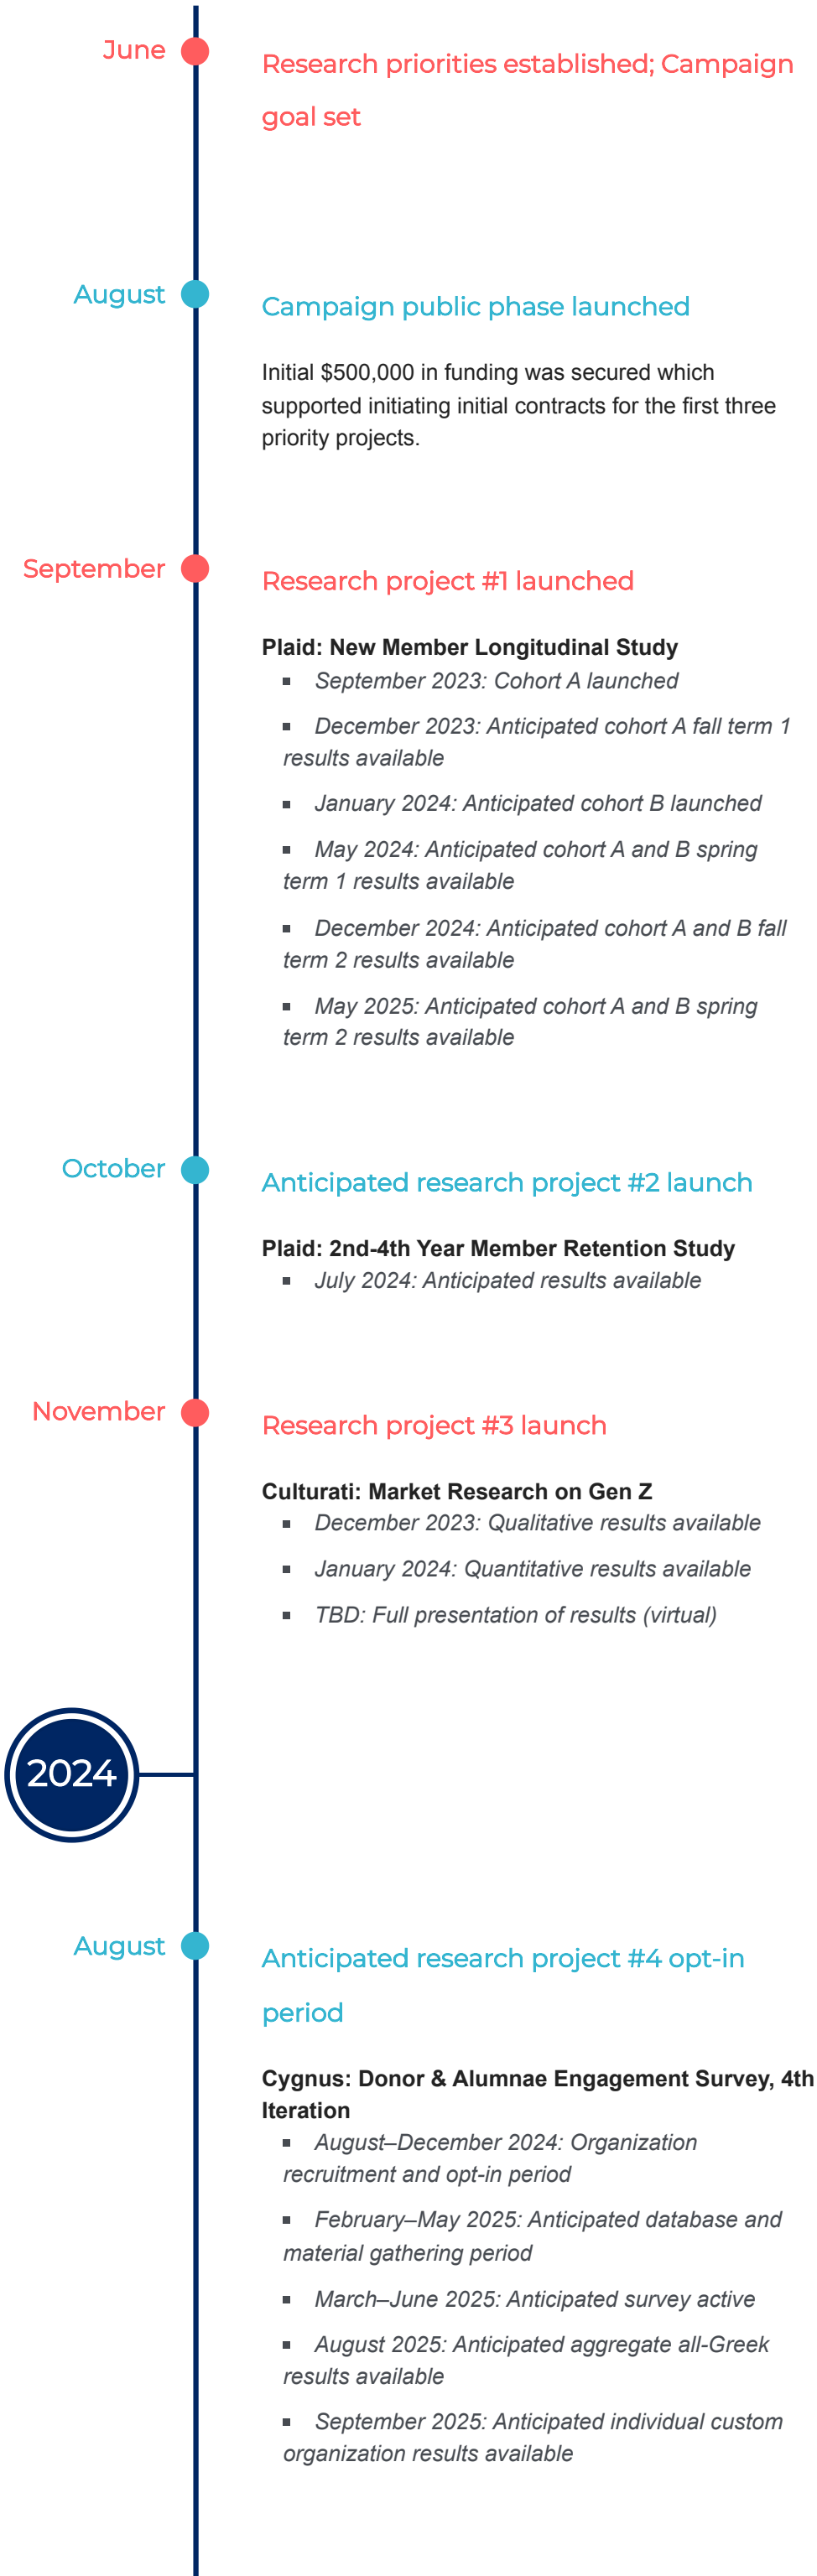 June
Research priorities established; Campaign
goal set
August
Campaign public phase launched
Initial $500,000 in funding was secured which
supported initiating initial contracts for the first three
priority projects.
September
Research project #1 launched
Plaid: New Member Longitudinal Study
▪ September 2023: Cohort A launched
▪ December 2023: Anticipated cohort A fall term 1
results available
▪ January 2024: Anticipated cohort B launched
▪ May 2024: Anticipated cohort A and B spring
term 1 results available
▪ December 2024: Anticipated cohort A and B fall
term 2 results available
▪ May 2025: Anticipated cohort A and B spring
term 2 results available
October
Anticipated research project #2 launch
Plaid: 2nd-4th Year Member Retention Study
▪ July 2024: Anticipated results available
November
Research project #3 launch
Culturati: Market Research on Gen Z
▪ December 2023: Qualitative results available
▪ January 2024: Quantitative results available
▪ TBD: Full presentation of results (virtual)
2024
August
Anticipated research project #4 opt-in
period
Cygnus: Donor & Alumnae Engagement Survey, 4th
Iteration
▪ August–December 2024: Organization
recruitment and opt-in period
▪ February–May 2025: Anticipated database and
material gathering period
▪ March–June 2025: Anticipated survey active
▪ August 2025: Anticipated aggregate all-Greek
results available
▪ September 2025: Anticipated individual custom
organization results available